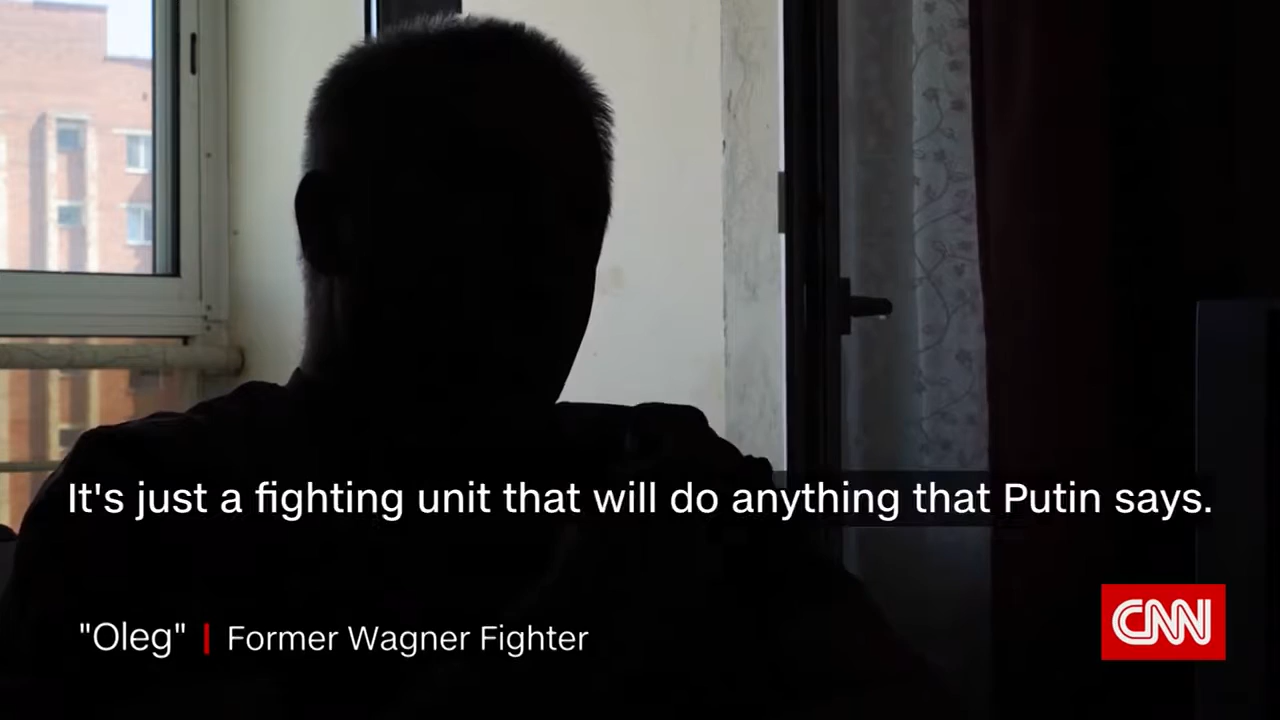 It's just a fighting unit that will do anything that Putin says.
"Oleg" | Former Wagner Fighter
CNN